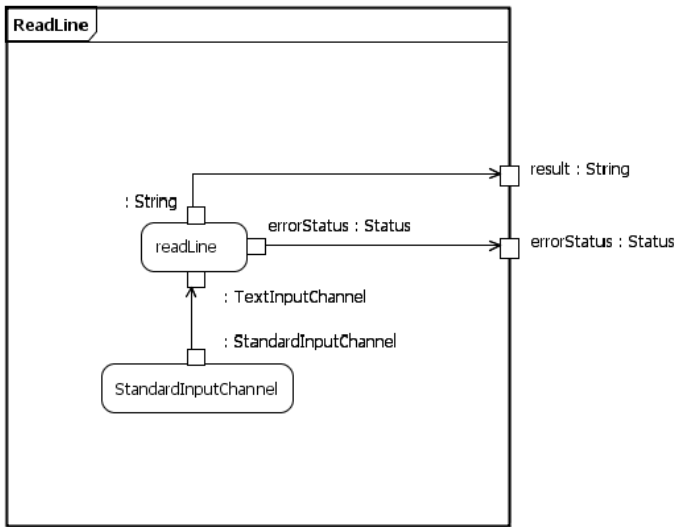 ReadLine
result : String
: String
errorStatus : Status
errorStatus : Status
readLine
: TextInputChannel
: StandardInputChannel
StandardInputChannel